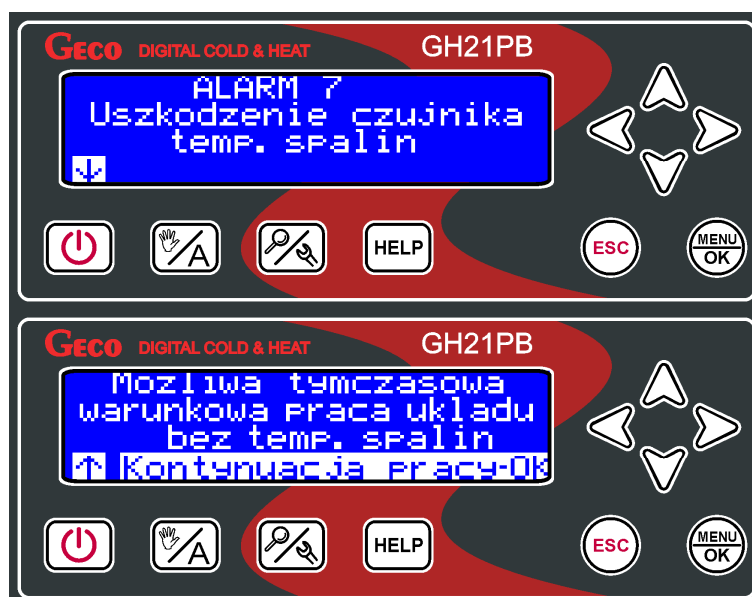 GECO DIGITAL COLD & HEAT GH21PB
ALARM 7
Uszkodzenie czujnika
temp. spalin
↓
A
HELP
ESC
MENU
OK
GECO DIGITAL COLD & HEAT GH21PB
Mozliwa tymczasowa
warunkowa praca ukladu
bez temp. spalin
↑ Kontynuacja pracy-OK
A
HELP
ESC
MENU
OK